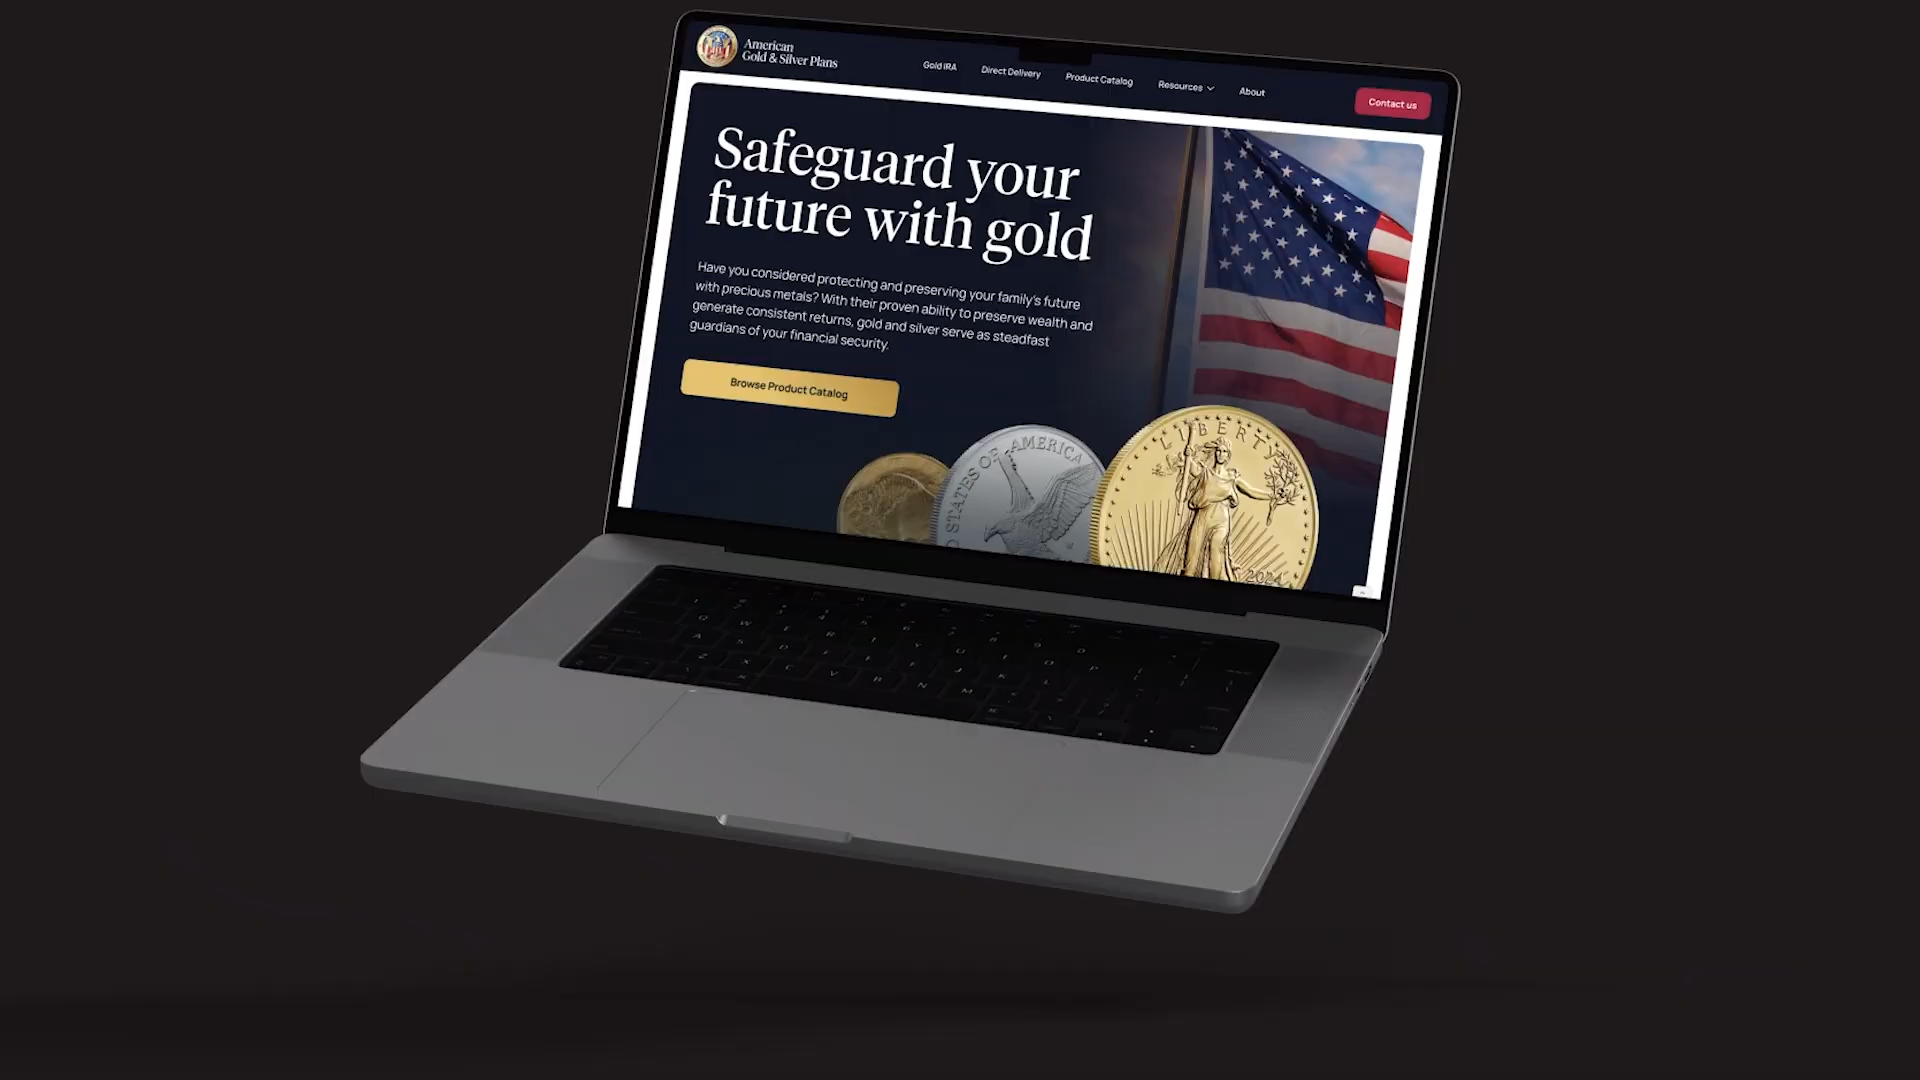 American
Gold & Silver Plans
Gold IRA
Direct Delivery
Product Catalog
Resources
About
Contact us
Safeguard your
future with gold
Have you considered protecting and preserving your family's future
with precious metals? With their proven ability to preserve wealth and
generate consistent returns, gold and silver serve as steadfast
guardians of your financial security.
Browse Product Catalog
STATES OF AMERICA
LIBERTY
2024